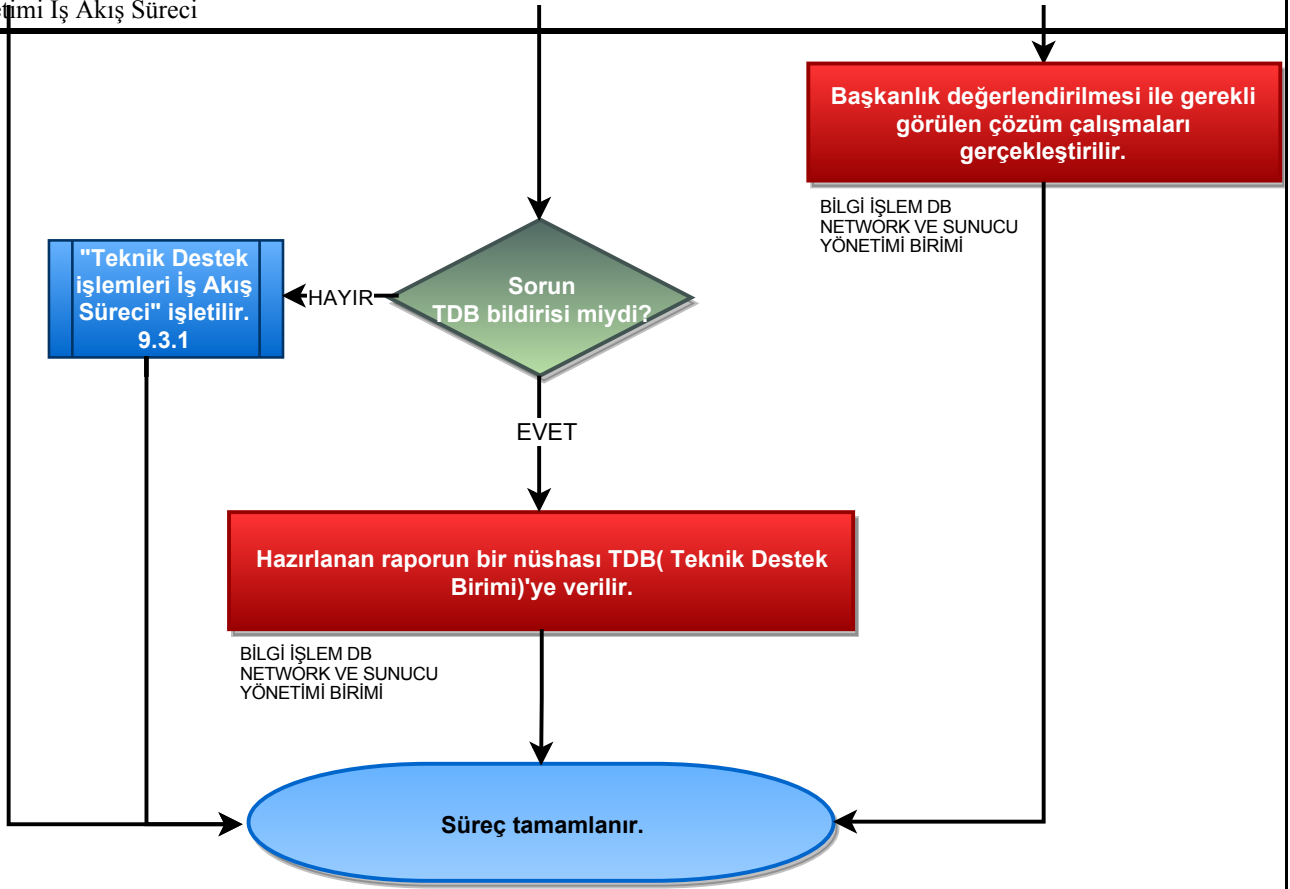 İş Akış Süreci
Başkanlık değerlendirilmesi ile gerekli
görülen çözüm çalışmaları
gerçekleştirilir.
BİLGİ İŞLEM DB
NETWORK VE SUNUCU
YÖNETİMİ BİRİMİ
"Teknik Destek
işlemleri İş Akış
Süreci" işletilir.
9.3.1
HAYIR
Sorun
TDB bildirisi miydi?
EVET
Hazırlanan raporun bir nüshası TDB( Teknik Destek
Birimi)'ye verilir.
BİLGİ İŞLEM DB
NETWORK VE SUNUCU
YÖNETİMİ BİRİMİ
Süreç tamamlanır.